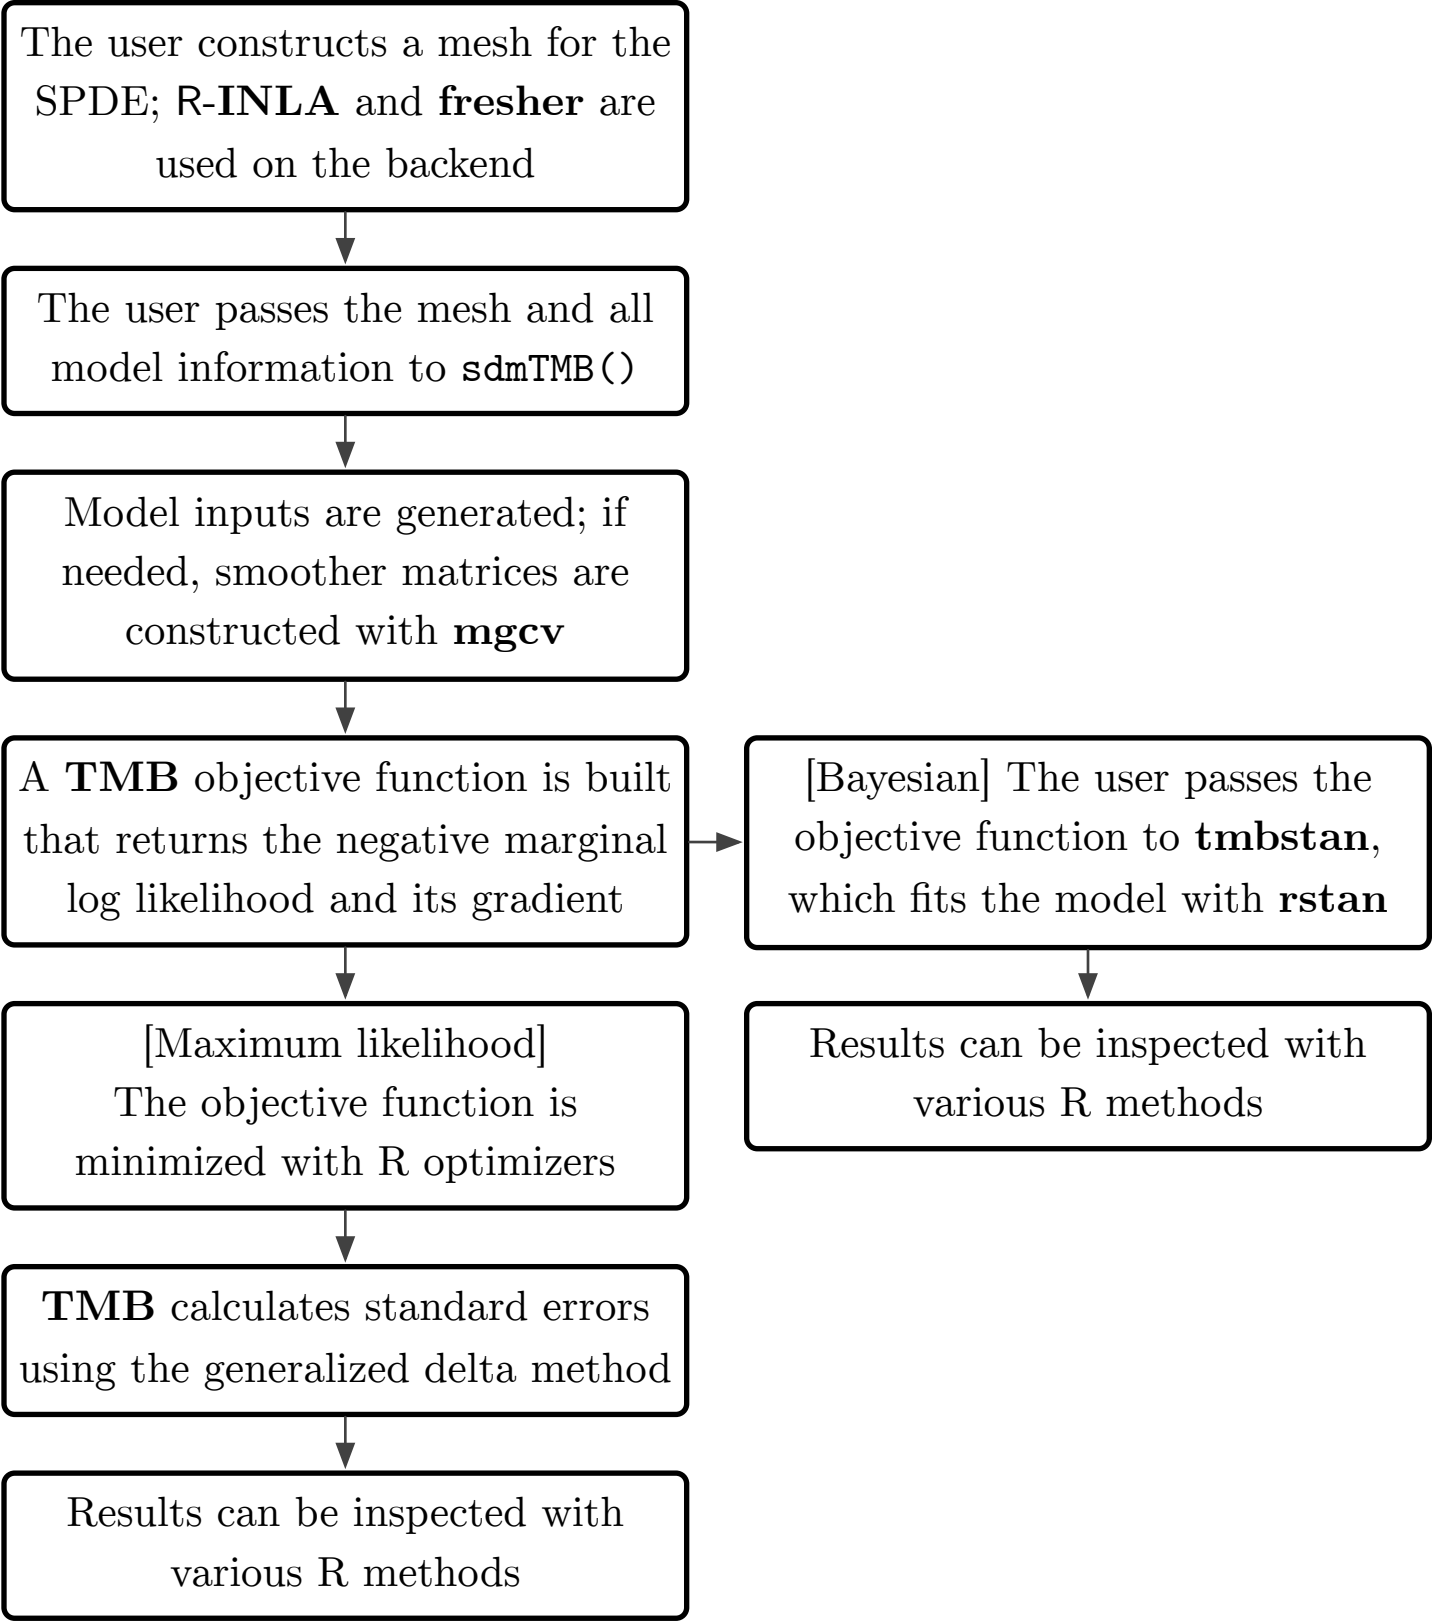 The user constructs a mesh for the
SPDE; R-INLA and fresher are
used on the backend
The user passes the mesh and all
model information to sdmTMB()
Model inputs are generated; if
needed, smoother matrices are
constructed with mgcv
A TMB objective function is built
that returns the negative marginal
log likelihood and its gradient
[Bayesian] The user passes the
objective function to tmbstan,
which fits the model with rstan
[Maximum likelihood]
The objective function is
minimized with R optimizers
Results can be inspected with
various R methods
TMB calculates standard errors
using the generalized delta method
Results can be inspected with
various R methods